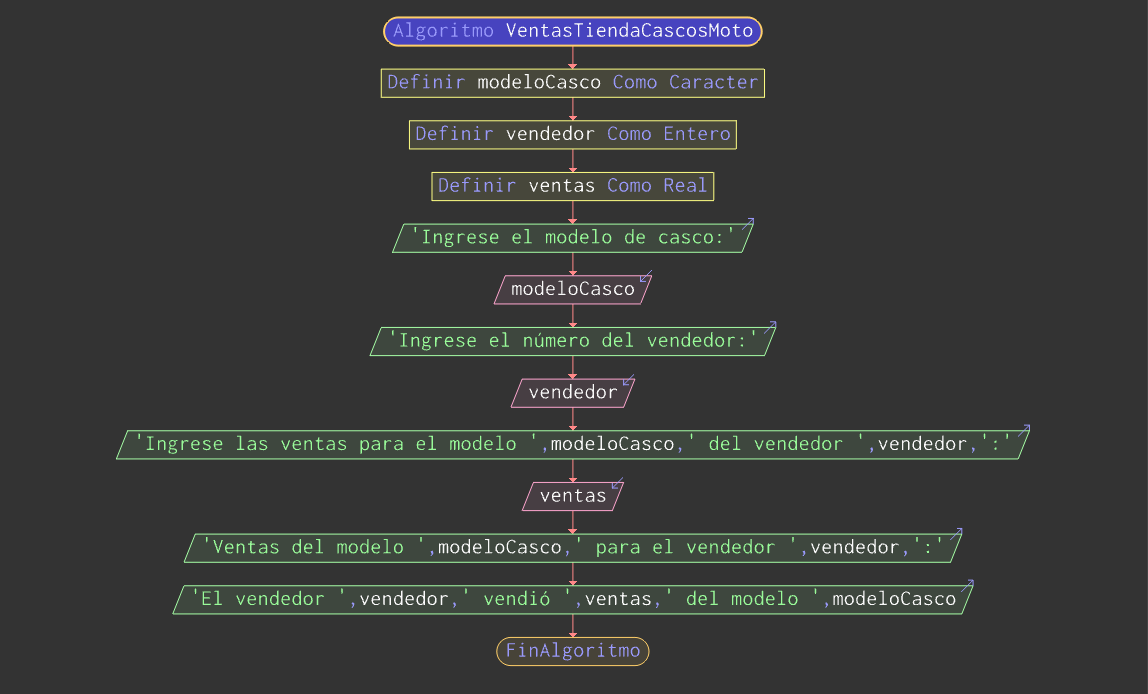 Algoritmo VentasTiendaCascosMoto
Definir modeloCasco Como Caracter
Definir vendedor Como Entero
Definir ventas Como Real
'Ingrese el modelo de casco:'
modeloCasco
'Ingrese el número del vendedor:'
vendedor
'Ingrese las ventas para el modelo ',modeloCasco,' del vendedor ',vendedor,':'
ventas
'Ventas del modelo ',modeloCasco,' para el vendedor ',vendedor,':'
'El vendedor ',vendedor,' vendió ',ventas,' del modelo ',modeloCasco
FinAlgoritmo